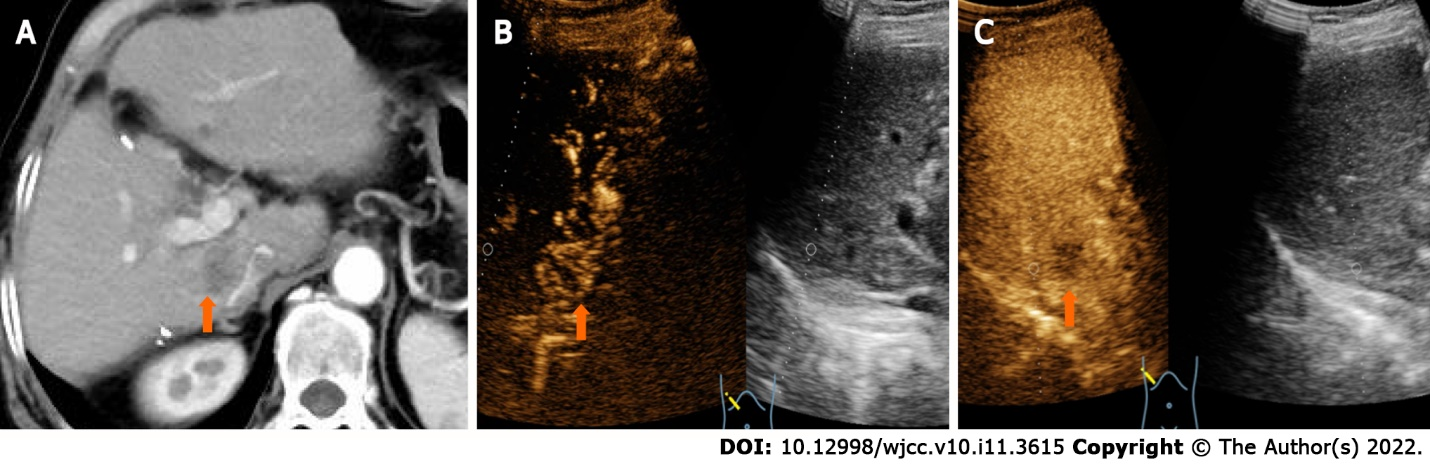 A
B
C
DOI: 10.12998/wjcc.v10.i11.3615 Copyright © The Author(s) 2022.